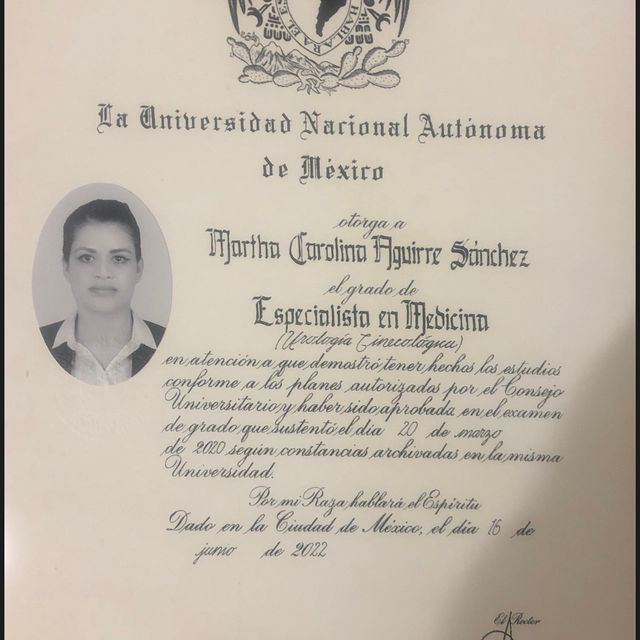 HABLARA EL
La Universidad Nacional Autónoma
de México
otorga a
Martha Carolina Aguirre Sánchez
el grado de
Especialista en Medicina
(Urología Ginecológica)
en atención a que demostró tener hechos los estudios
conforme a los planes autorizados por el Consejo
Universitario y haber sido aprobada en el examen
de grado que sustentó el día 20 de marzo
de 2020 según constancias archivadas en la misma
Universidad.
Por mi Raza hablará el Espíritu
Dado en la Ciudad de México, el día 16 de
junio de 2022
El Rector